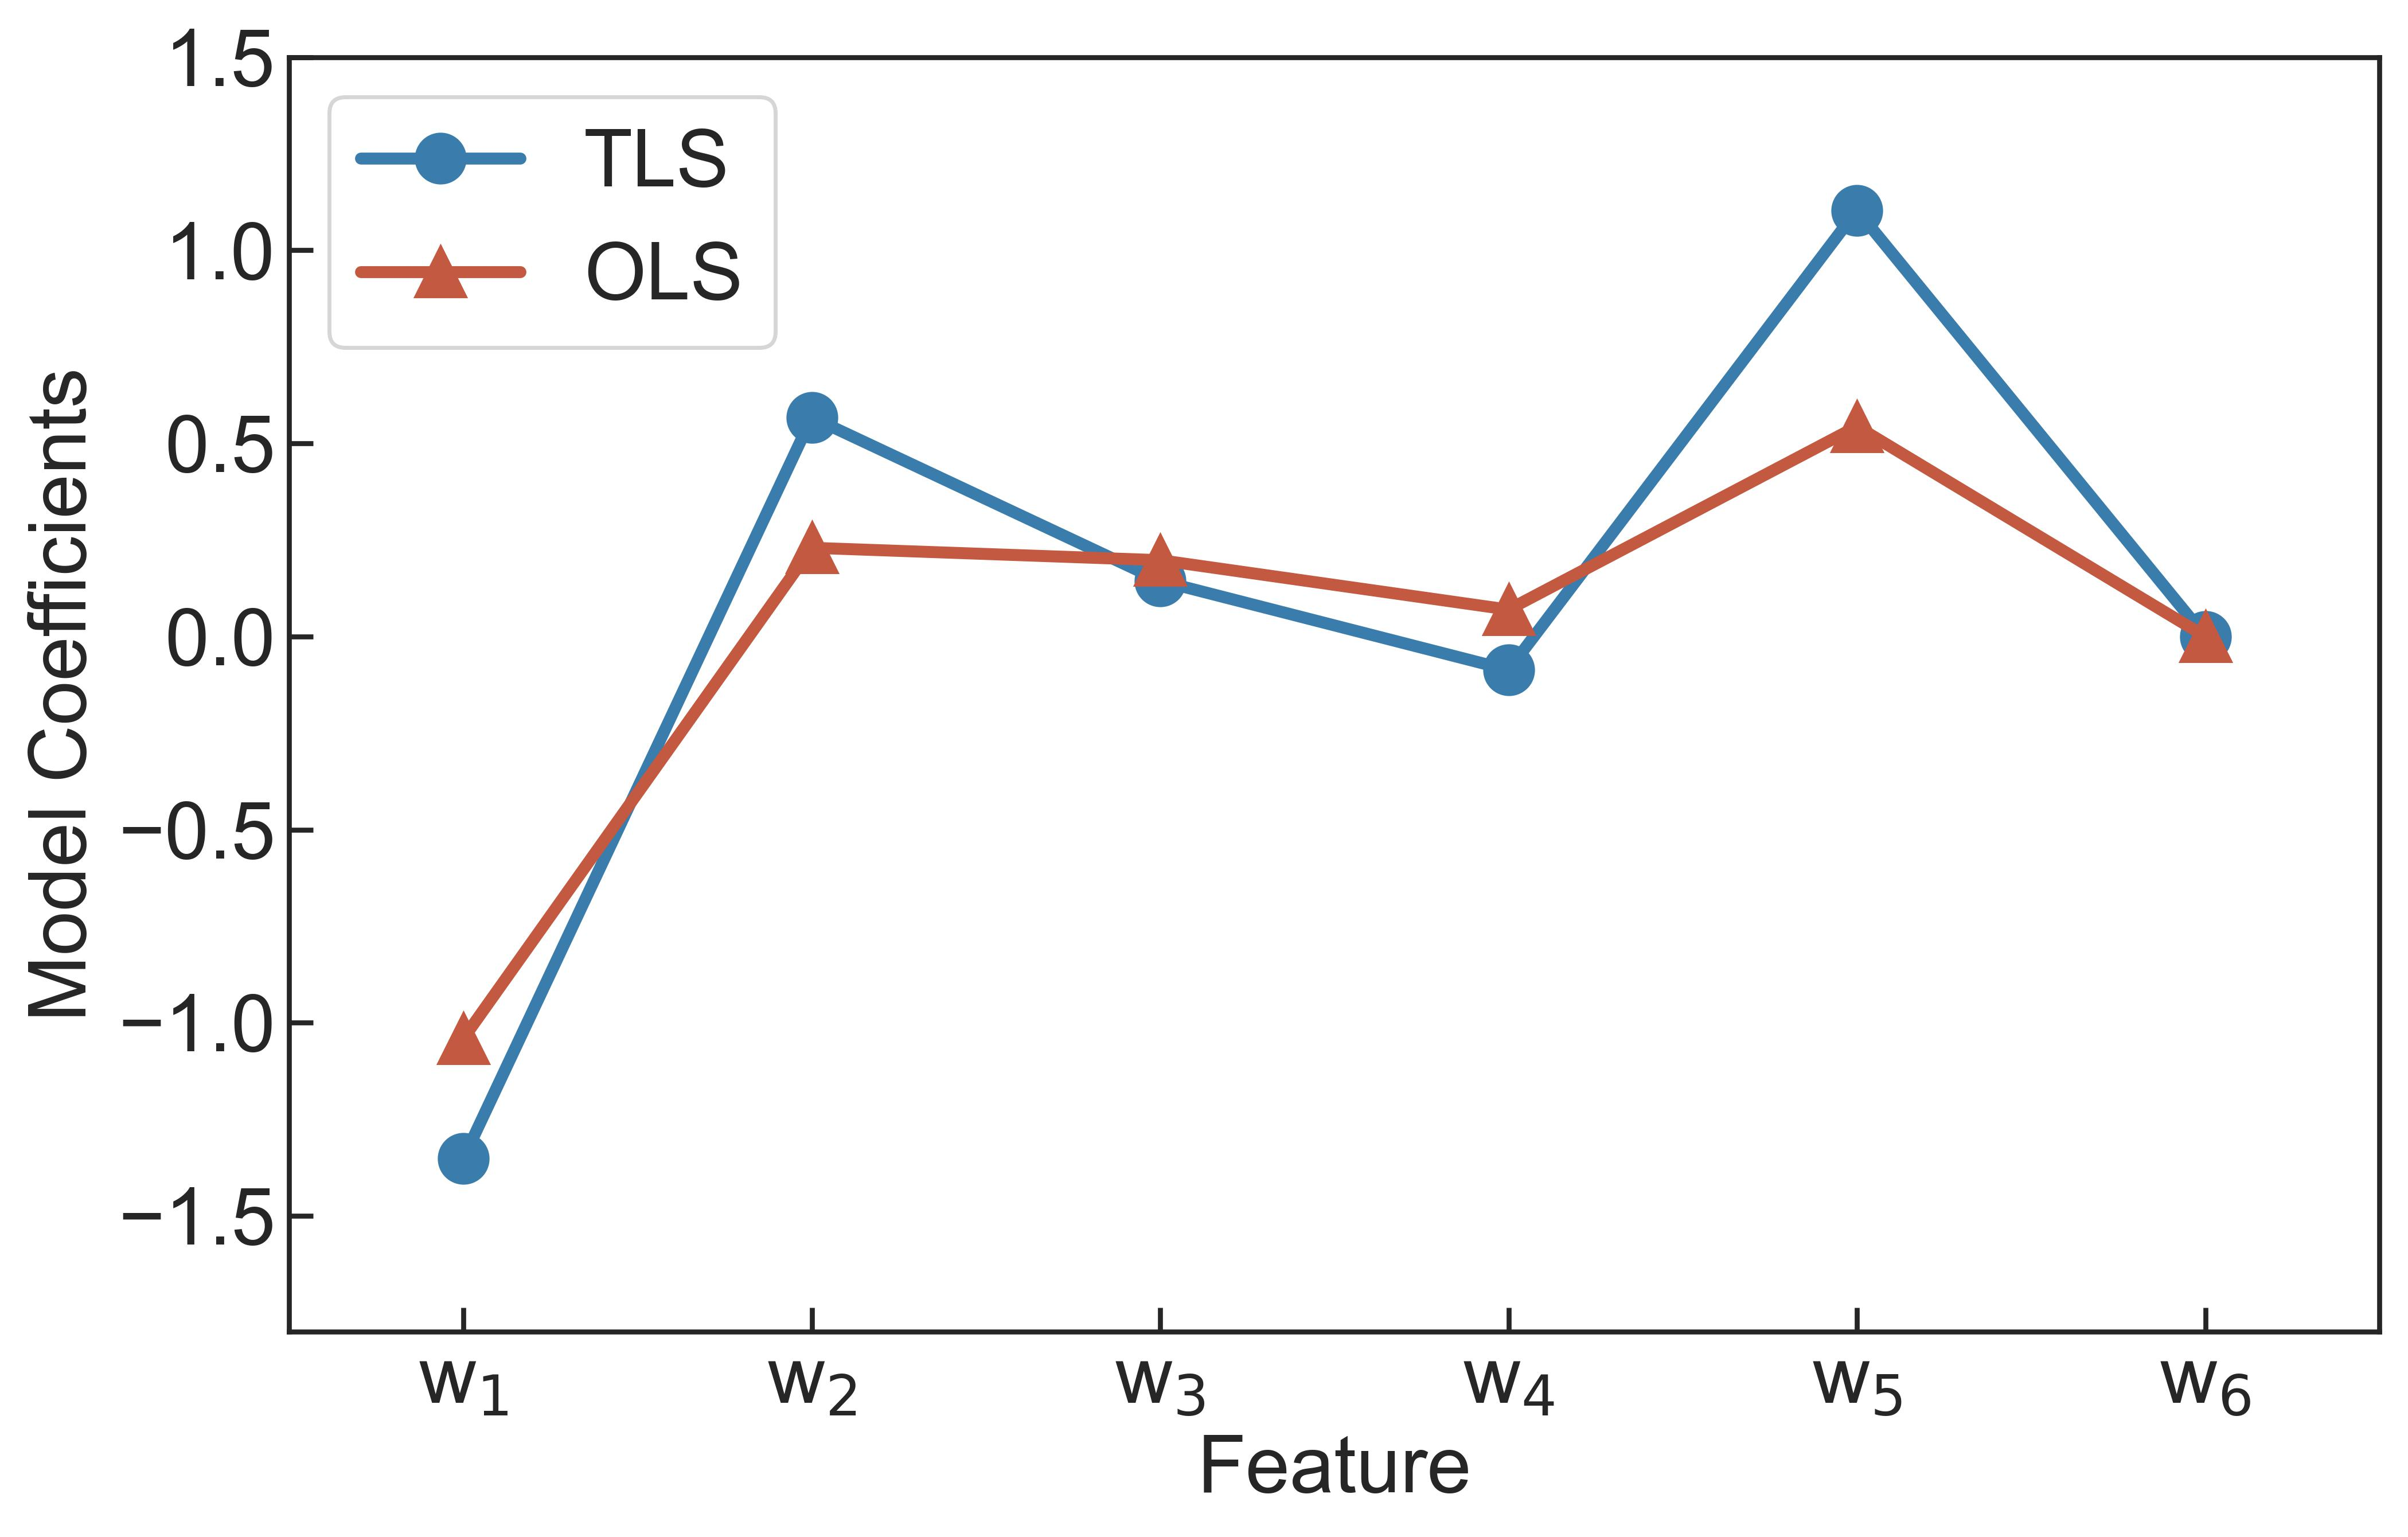 1.5
1.0
0.5
0.0
−0.5
−1.0
−1.5
Model Coefficients
TLS
OLS
w₁ w₂ w₃ w₄ w₅ w₆
Feature